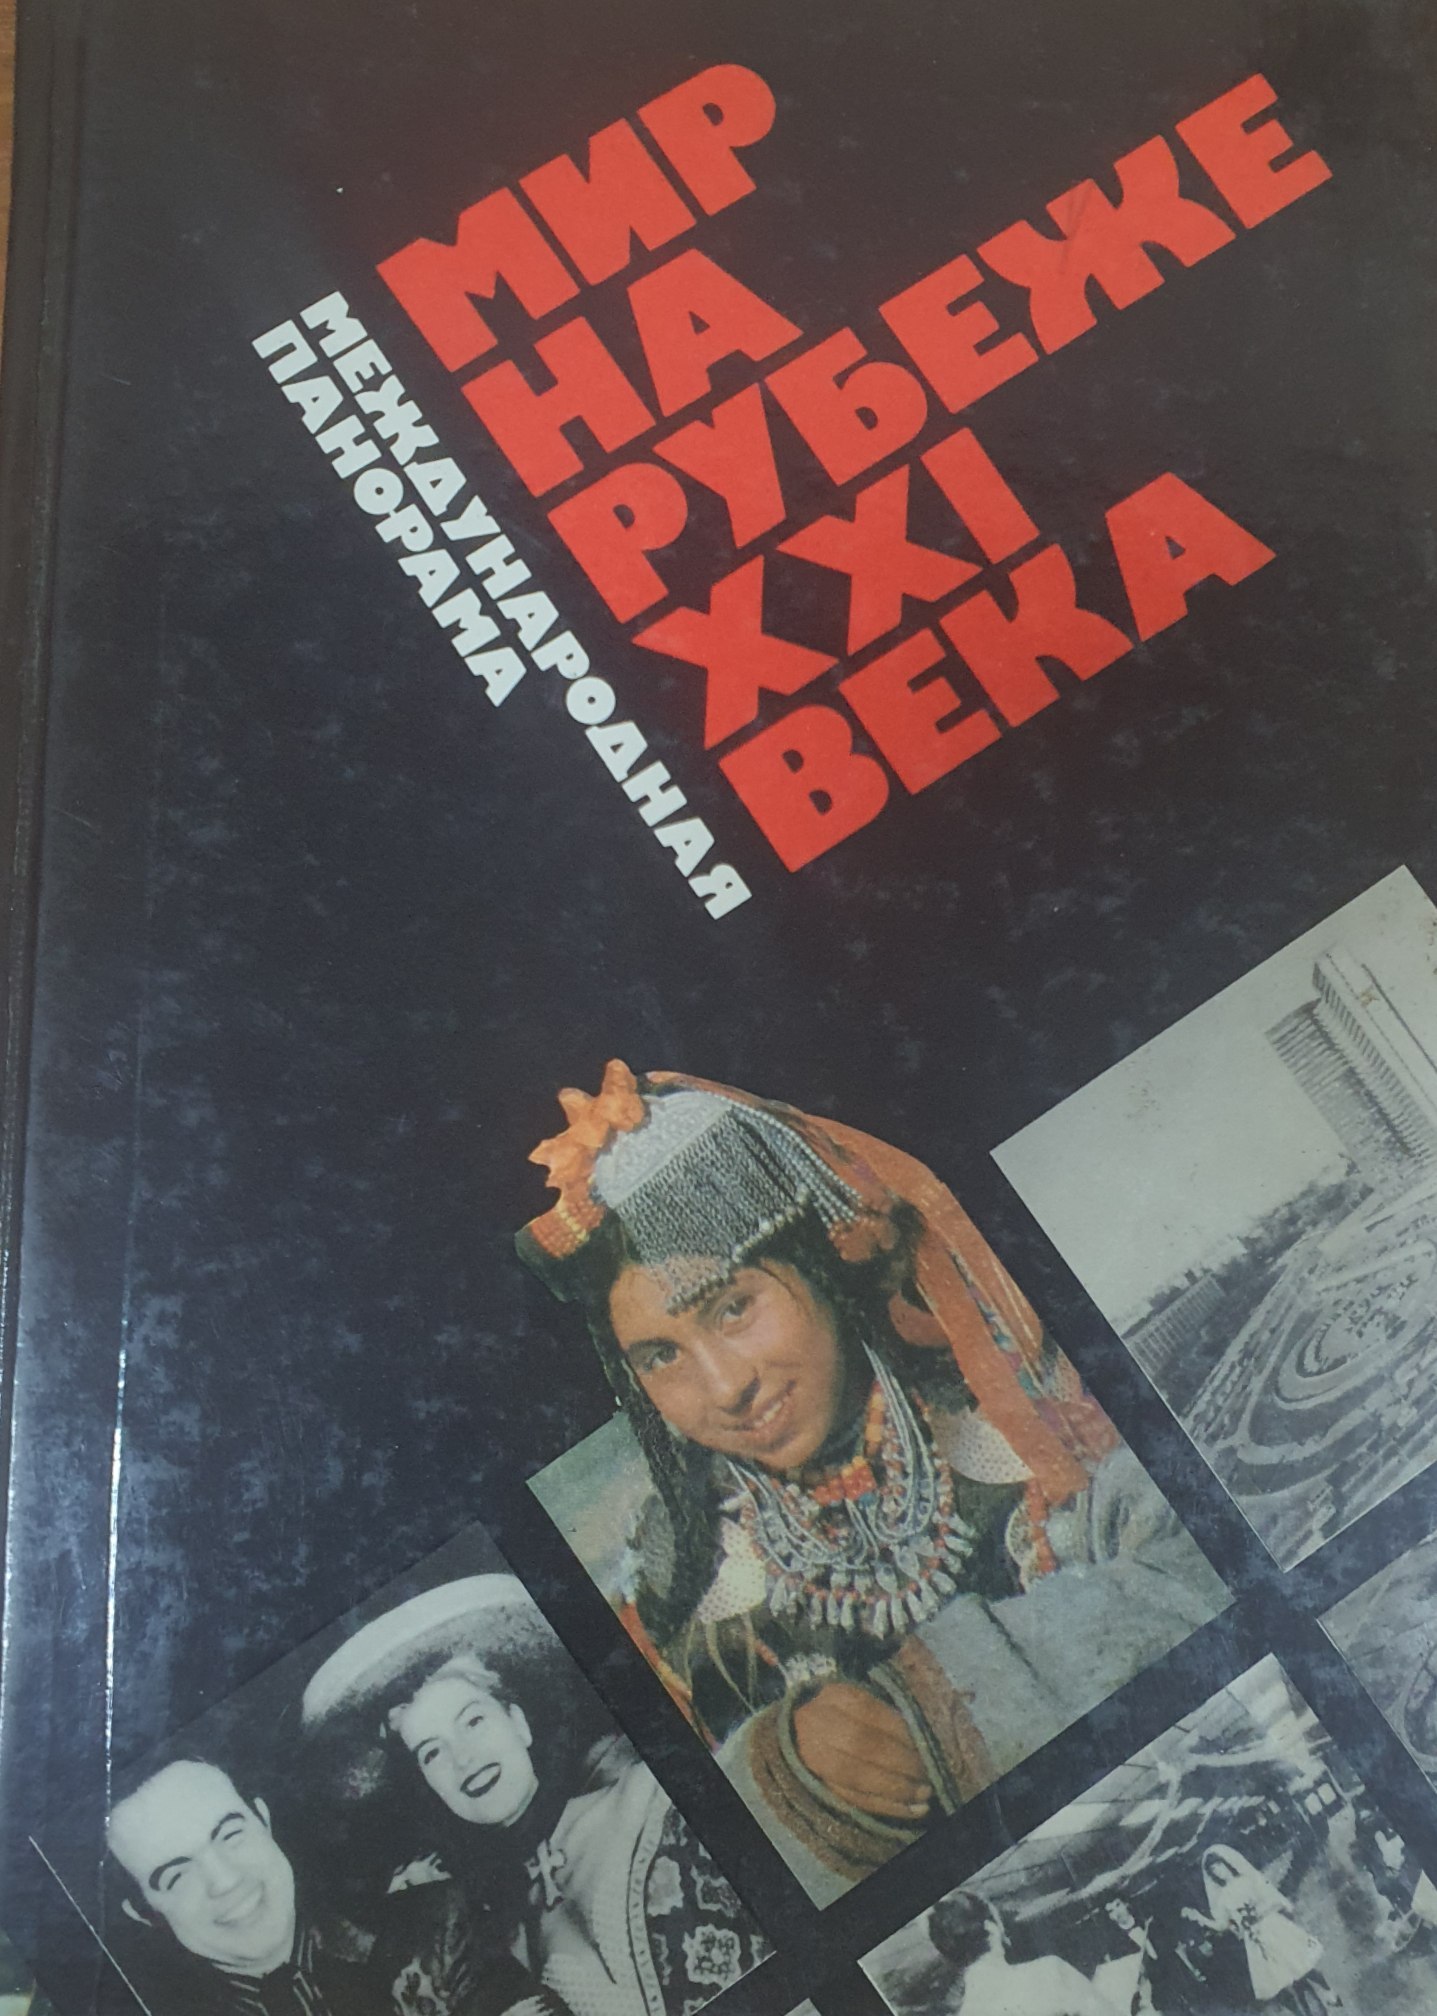 МИР
НА
РУБЕЖЕ
XXI
ВЕКА
МЕЖДУНАРОДНАЯ
ПАНОРАМА